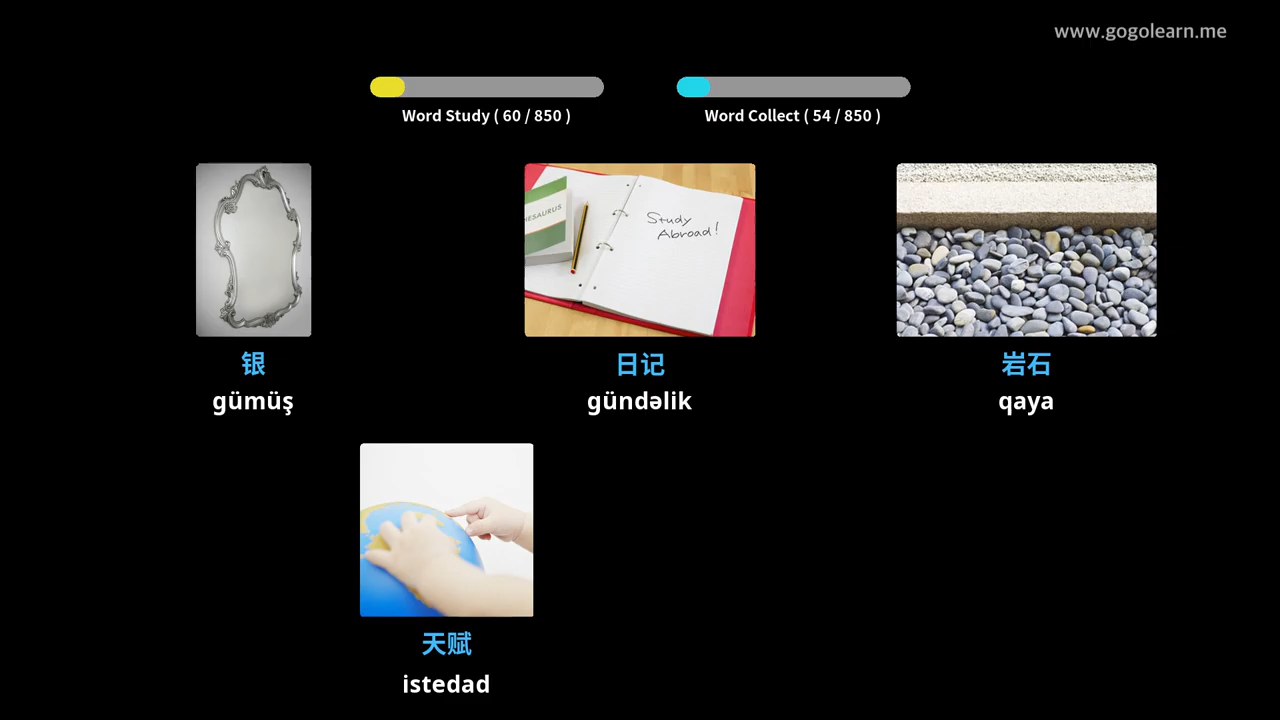 www.gogolearn.me
Word Study ( 60 / 850 )
Word Collect ( 54 / 850 )
HESAURUS
Study
Abroad!
银
gümüş
日记
gündəlik
岩石
qaya
天赋
istedad